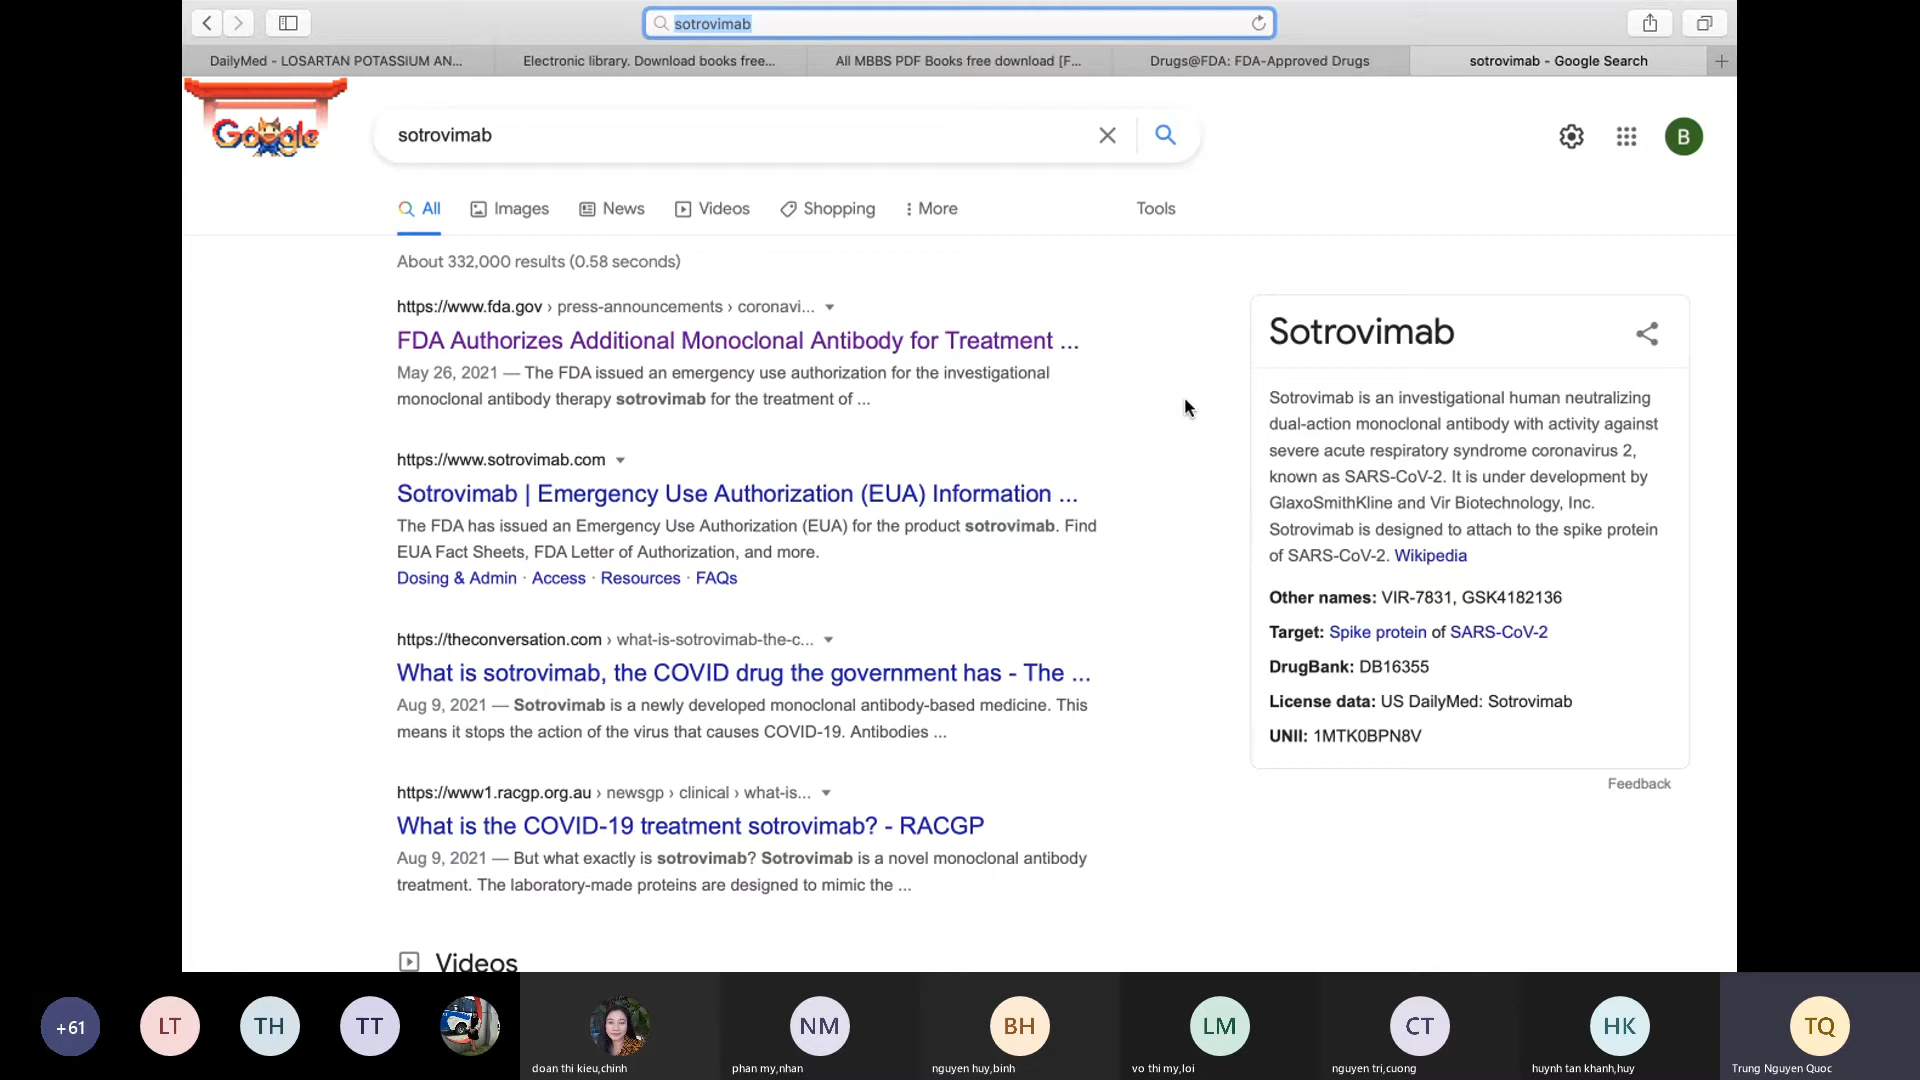 sotrovimab
DailyMed - LOSARTAN POTASSIUM AN...
Electronic library. Download books free...
All MBBS PDF Books free download [F...
Drugs@FDA: FDA-Approved Drugs
sotrovimab - Google Search
Google
sotrovimab
B
All
Images
News
Videos
Shopping
More
Tools
About 332,000 results (0.58 seconds)
https://www.fda.gov › press-announcements › coronavi...
FDA Authorizes Additional Monoclonal Antibody for Treatment ...
May 26, 2021 — The FDA issued an emergency use authorization for the investigational
monoclonal antibody therapy sotrovimab for the treatment of ...
https://www.sotrovimab.com
Sotrovimab | Emergency Use Authorization (EUA) Information ...
The FDA has issued an Emergency Use Authorization (EUA) for the product sotrovimab. Find
EUA Fact Sheets, FDA Letter of Authorization, and more.
Dosing & Admin · Access · Resources · FAQs
https://theconversation.com › what-is-sotrovimab-the-c...
What is sotrovimab, the COVID drug the government has - The ...
Aug 9, 2021 — Sotrovimab is a newly developed monoclonal antibody-based medicine. This
means it stops the action of the virus that causes COVID-19. Antibodies ...
https://www1.racgp.org.au › newsgp › clinical › what-is...
What is the COVID-19 treatment sotrovimab? - RACGP
Aug 9, 2021 — But what exactly is sotrovimab? Sotrovimab is a novel monoclonal antibody
treatment. The laboratory-made proteins are designed to mimic the ...
Videos
Sotrovimab
Sotrovimab is an investigational human neutralizing
dual-action monoclonal antibody with activity against
severe acute respiratory syndrome coronavirus 2,
known as SARS-CoV-2. It is under development by
GlaxoSmithKline and Vir Biotechnology, Inc.
Sotrovimab is designed to attach to the spike protein
of SARS-CoV-2. Wikipedia
Other names: VIR-7831, GSK4182136
Target: Spike protein of SARS-CoV-2
DrugBank: DB16355
License data: US DailyMed: Sotrovimab
UNII: 1MTK0BPN8V
Feedback
+61
LT
TH
TT
doan thi kieu,chinh
NM
phan my,nhan
BH
nguyen huy,binh
LM
vo thi my,loi
CT
nguyen tri,cuong
HK
huynh tan khanh,huy
TQ
Trung Nguyen Quoc